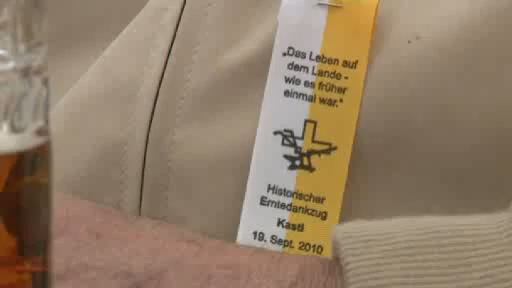 „Das Leben auf
dem Lande -
wie es früher
einmal war."
Historischer
Erntedankzug
Kastl
19. Sept. 2010